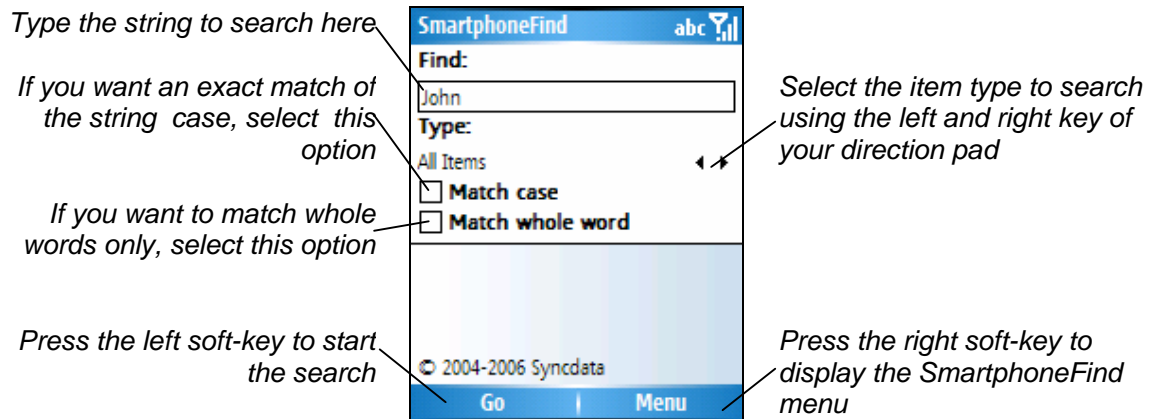 Type the string to search here
If you want an exact match of
the string case, select this
option
If you want to match whole
words only, select this option
Press the left soft-key to start
the search
SmartphoneFind abc
Find:
John
Type:
All Items
Match case
Match whole word
© 2004-2006 Syncdata
Go Menu
Select the item type to search
using the left and right key of
your direction pad
Press the right soft-key to
display the SmartphoneFind
menu